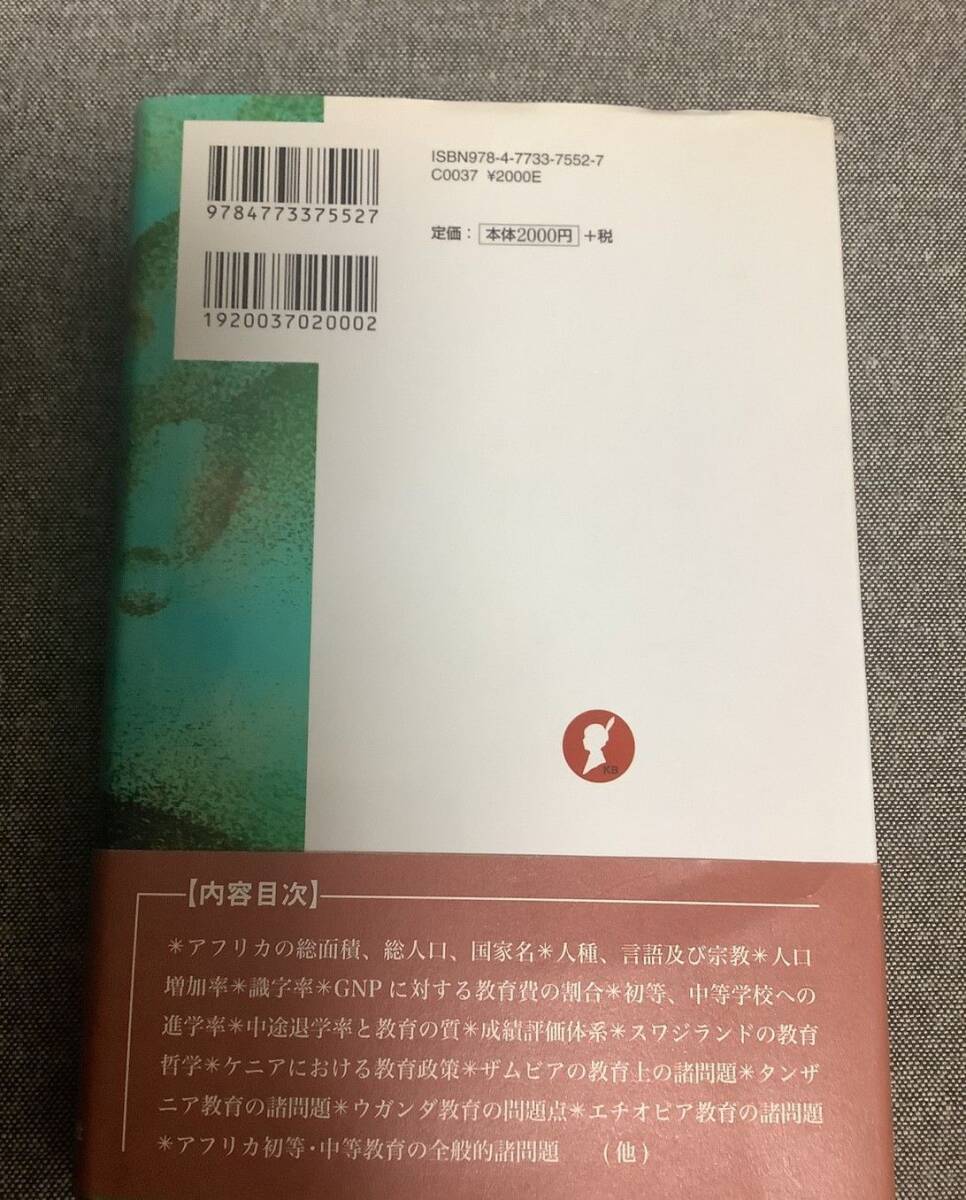 ISBN978-4-7733-7552-7
C0037 ¥2000E
9784773375527
定価： 本体2000円 +税
1920037020002
KB
【内容目次】
＊アフリカの総面積、総人口、国家名＊人種、言語及び宗教＊人口
増加率＊識字率＊GNP に対する教育費の割合＊初等、中等学校への
進学率＊中途退学率と教育の質＊成績評価体系＊スワジランドの教育
哲学＊ケニアにおける教育政策＊ザムビアの教育上の諸問題＊タンザ
ニア教育の諸問題＊ウガンダ教育の問題点＊エチオピア教育の諸問題
＊アフリカ初等・中等教育の全般的諸問題　（他）